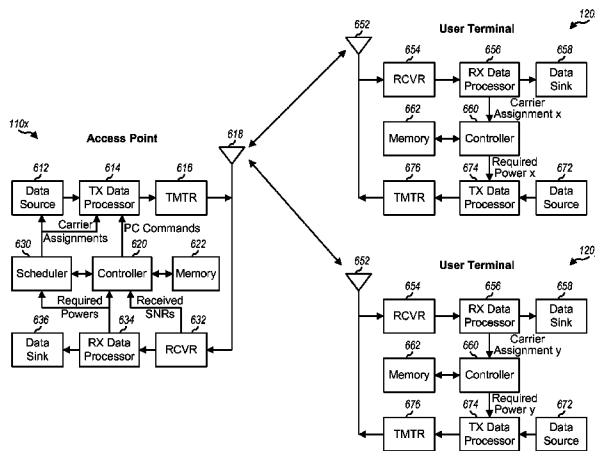 110x
Access Point
612
Data
Source
614
TX Data
Processor
616
TMTR
618
Carrier
Assignments
PC Commands
630
Scheduler
620
Controller
622
Memory
Required
Powers
Received
SNRs
636
Data
Sink
634
RX Data
Processor
632
RCVR
652
User Terminal
120
654
RCVR
656
RX Data
Processor
658
Data
Sink
Carrier
Assignment x
662
Memory
660
Controller
Required
Power x
676
TMTR
674
TX Data
Processor
672
Data
Source
652
User Terminal
120
654
RCVR
656
RX Data
Processor
658
Data
Sink
Carrier
Assignment y
662
Memory
660
Controller
Required
Power y
676
TMTR
674
TX Data
Processor
672
Data
Source